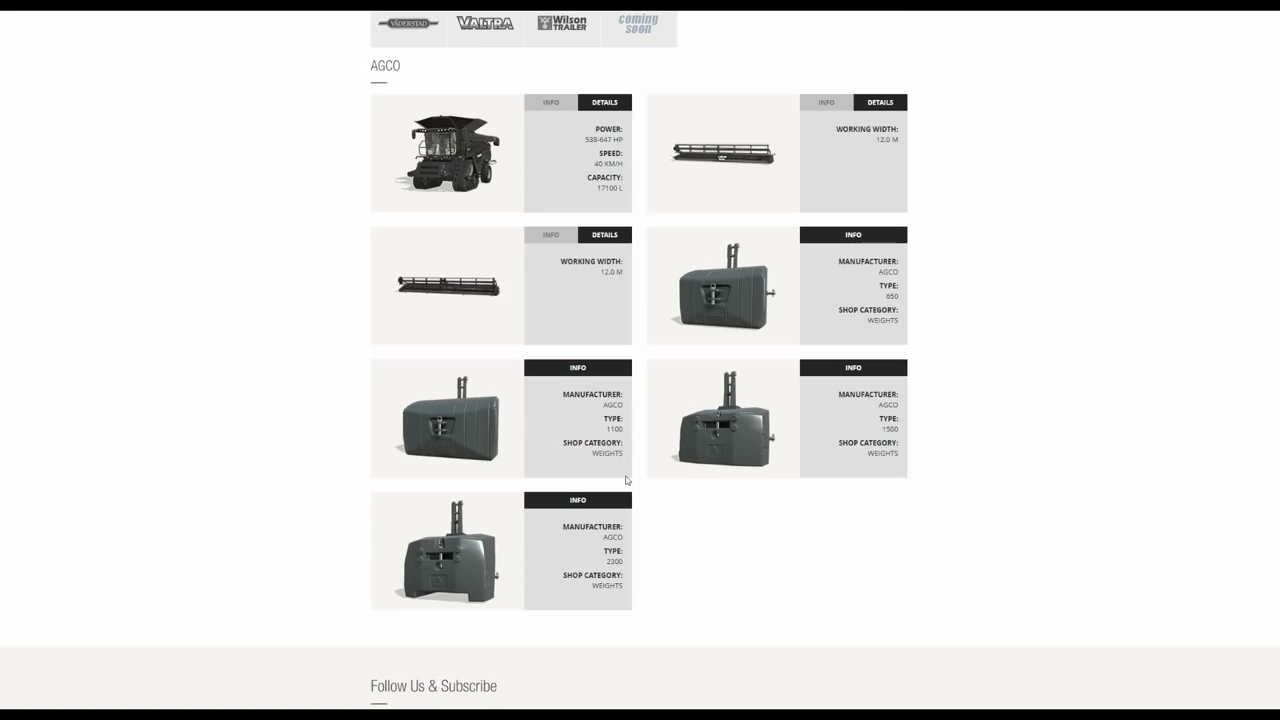 VÄDERSTAD
VALTRA
Wilson
TRAILER
coming
soon
AGCO
INFO
DETAILS
POWER:
538-647 HP
SPEED:
40 KM/H
CAPACITY:
17100 L
INFO
DETAILS
WORKING WIDTH:
12.0 M
INFO
DETAILS
WORKING WIDTH:
12.0 M
INFO
MANUFACTURER:
AGCO
TYPE:
650
SHOP CATEGORY:
WEIGHTS
INFO
MANUFACTURER:
AGCO
TYPE:
1100
SHOP CATEGORY:
WEIGHTS
INFO
MANUFACTURER:
AGCO
TYPE:
1500
SHOP CATEGORY:
WEIGHTS
INFO
MANUFACTURER:
AGCO
TYPE:
2300
SHOP CATEGORY:
WEIGHTS
Follow Us & Subscribe